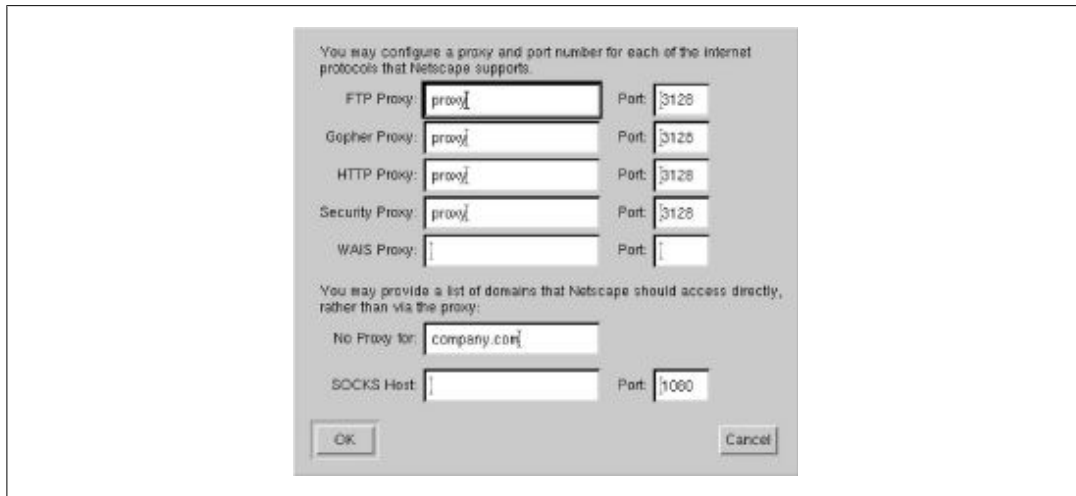 You may configure a proxy and port number for each of the internet
protocols that Netscape supports.
FTP Proxy: proxy Port: 3128
Gopher Proxy: proxy Port: 3128
HTTP Proxy: proxy Port: 3128
Security Proxy: proxy Port: 3128
WAIS Proxy: Port:
You may provide a list of domains that Netscape should access directly,
rather than via the proxy:
No Proxy for: company.com
SOCKS Host: Port: 1080
OK Cancel